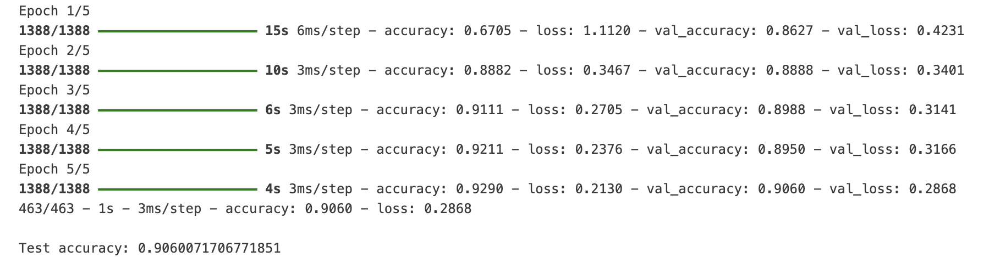 Epoch 1/5
1388/1388 ━━━━━━━━━━━━━━━━━━━━ 15s 6ms/step - accuracy: 0.6705 - loss: 1.1120 - val_accuracy: 0.8627 - val_loss: 0.4231
Epoch 2/5
1388/1388 ━━━━━━━━━━━━━━━━━━━━ 10s 3ms/step - accuracy: 0.8882 - loss: 0.3467 - val_accuracy: 0.8888 - val_loss: 0.3401
Epoch 3/5
1388/1388 ━━━━━━━━━━━━━━━━━━━━ 6s 3ms/step - accuracy: 0.9111 - loss: 0.2705 - val_accuracy: 0.8988 - val_loss: 0.3141
Epoch 4/5
1388/1388 ━━━━━━━━━━━━━━━━━━━━ 5s 3ms/step - accuracy: 0.9211 - loss: 0.2376 - val_accuracy: 0.8950 - val_loss: 0.3166
Epoch 5/5
1388/1388 ━━━━━━━━━━━━━━━━━━━━ 4s 3ms/step - accuracy: 0.9290 - loss: 0.2130 - val_accuracy: 0.9060 - val_loss: 0.2868
463/463 - 1s - 3ms/step - accuracy: 0.9060 - loss: 0.2868
Test accuracy: 0.9060071706771851